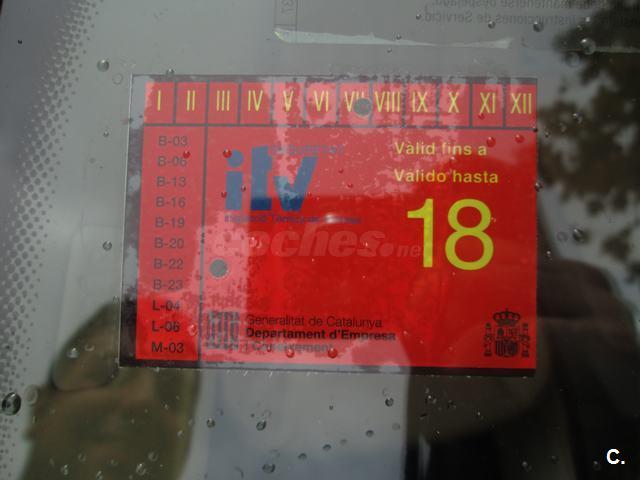 I II III IV V VI VII VIII IX X XI XII
B-03
B-06
B-13
B-16
B-19
B-20
B-22
B-23
L-04
L-06
M-03
itv
Vàlid fins a
Valido hasta
18
coches.net
Generalitat de Catalunya
Departament d'Empresa
i Coneixement
C.